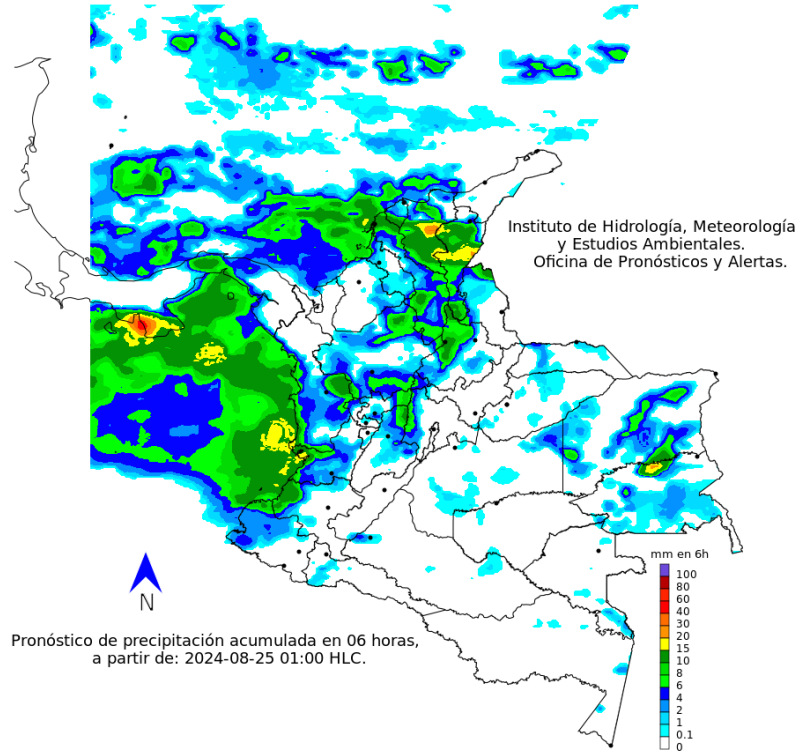 Instituto de Hidrología, Meteorología
y Estudios Ambientales.
Oficina de Pronósticos y Alertas.
mm en 6h
100
80
60
40
30
20
15
10
8
6
4
2
1
0.1
0
N
Pronóstico de precipitación acumulada en 06 horas,
a partir de: 2024-08-25 01:00 HLC.